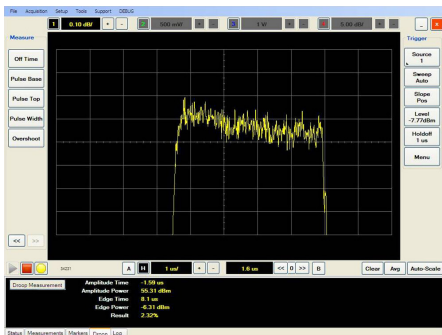 File Acquisition Setup Tools Support DEBUG
1 0.10 dB/ + - 2 500 mV/ + - 3 1 V/ + - 5.00 dB/ + - _ x
Measure
Trigger
Off Time
Pulse Base
Pulse Top
Pulse Width
Overshoot
<< >>
Source
1
Sweep
Auto
Slope
Pos
Level
-7.77dBm
Holdoff
1 us
Menu
A H 1 us/ + - 1.6 us << 0 >> B Clear Avg Auto-Scale
Droop Measurement
Amplitude Time -1.59 us
Amplitude Power 55.31 dBm
Edge Time 8.1 us
Edge Power -6.31 dBm
Result 2.32%
Status Measurements Markers Droop Log